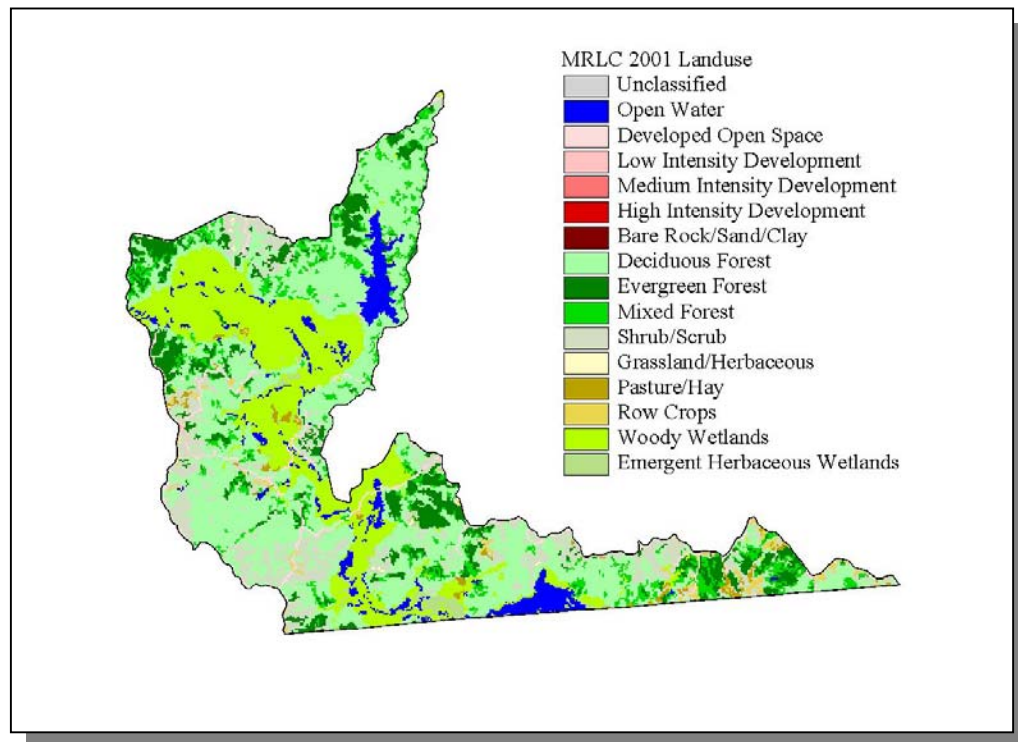 MRLC 2001 Landuse
Unclassified
Open Water
Developed Open Space
Low Intensity Development
Medium Intensity Development
High Intensity Development
Bare Rock/Sand/Clay
Deciduous Forest
Evergreen Forest
Mixed Forest
Shrub/Scrub
Grassland/Herbaceous
Pasture/Hay
Row Crops
Woody Wetlands
Emergent Herbaceous Wetlands